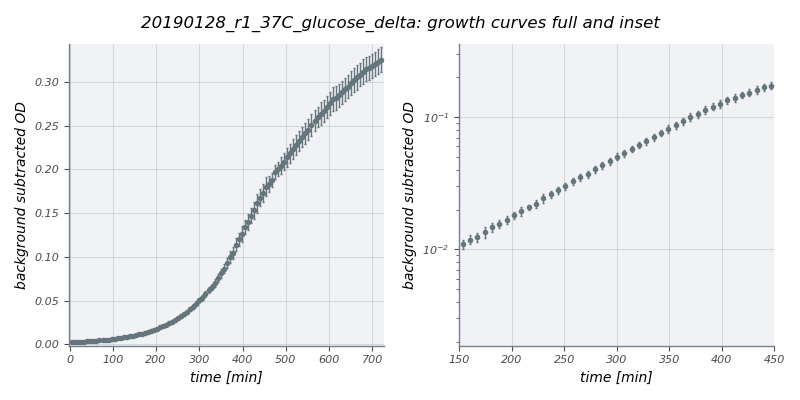 20190128_r1_37C_glucose_delta: growth curves full and inset
background subtracted OD
0.30
0.25
0.20
0.15
0.10
0.05
0.00
0 100 200 300 400 500 600 700
time [min]
background subtracted OD
10⁻¹
10⁻²
150 200 250 300 350 400 450
time [min]